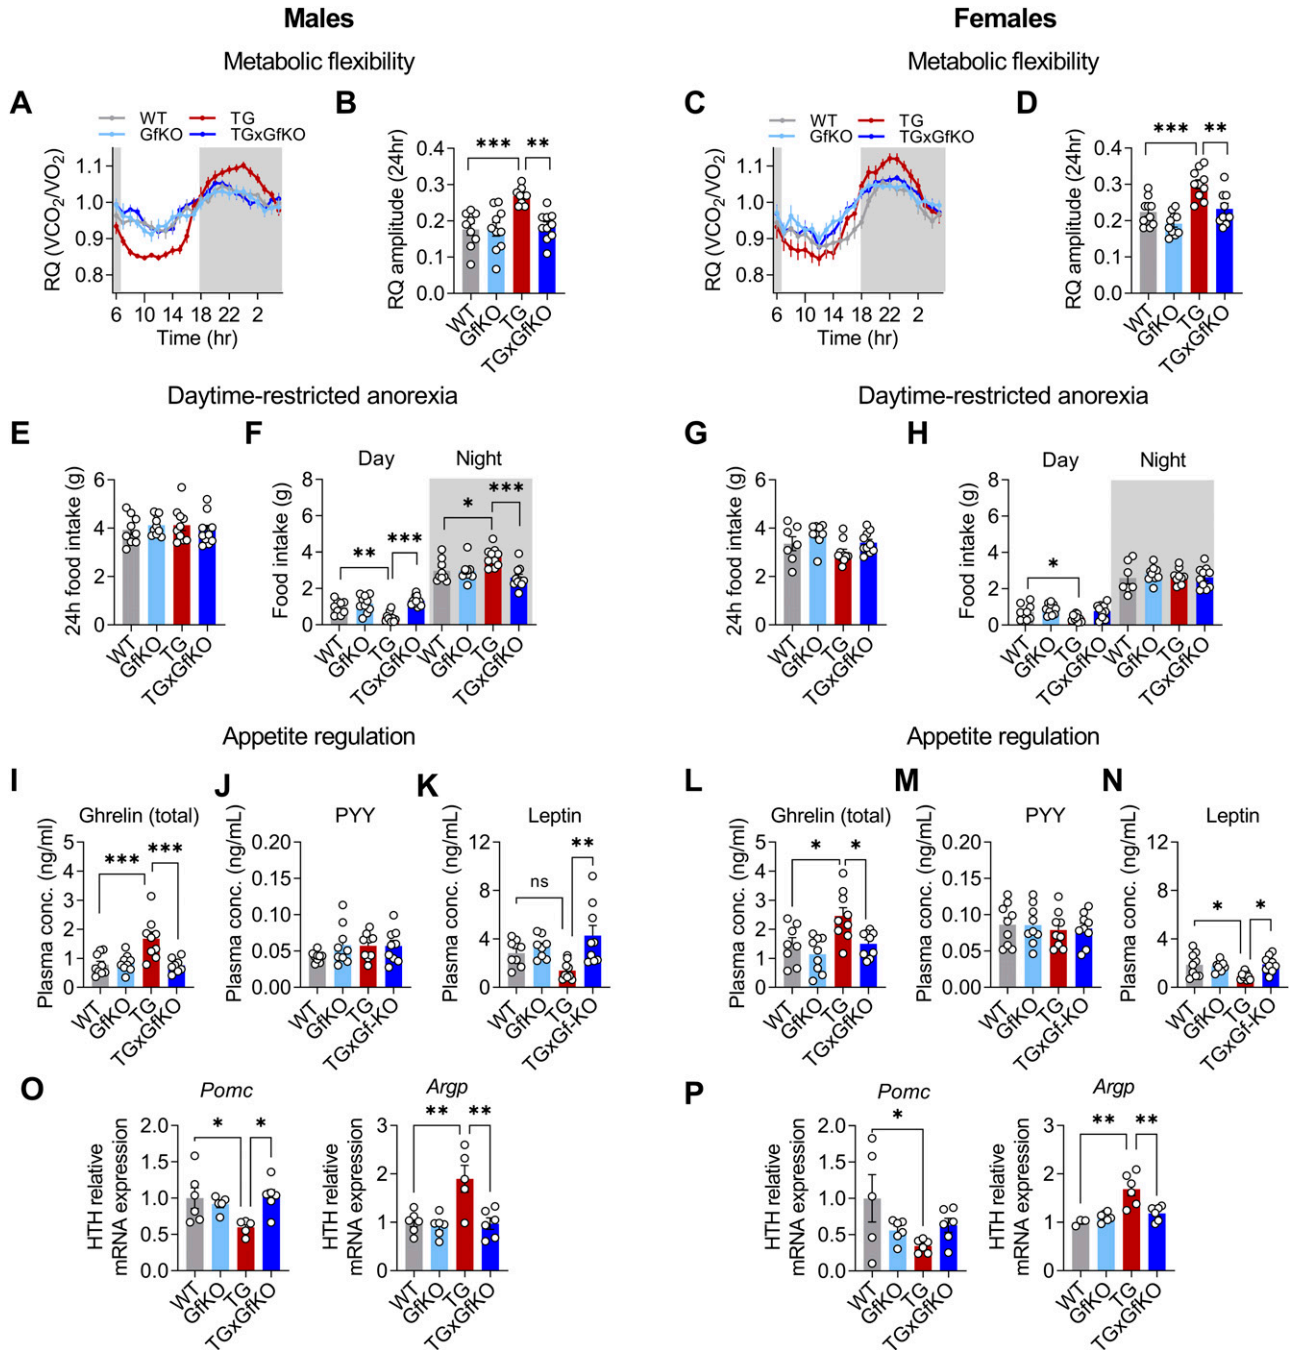 Males
Females
Metabolic flexibility
Metabolic flexibility
A
WT
TG
GfKO
TGxGfKO
RQ (VCO2/VO2)
1.1
1.0
0.9
0.8
6 10 14 18 22 2
Time (hr)
B
RQ amplitude (24hr)
0.4
0.3
0.2
0.1
0.0
*** **
WT GfKO TG TGxGfKO
C
WT
TG
GfKO
TGxGfKO
RQ (VCO2/VO2)
1.1
1.0
0.9
0.8
6 10 14 18 22 2
Time (hr)
D
RQ amplitude (24hr)
0.4
0.3
0.2
0.1
0.0
*** **
WT GfKO TG TGxGfKO
Daytime-restricted anorexia
Daytime-restricted anorexia
E
24h food intake (g)
6
4
2
0
WT GfKO TG TGxGfKO
F
Day Night
Food intake (g)
8
6
4
2
0
** *** * ***
WT GfKO TG TGxGfKO WT GfKO TG TGxGfKO
G
24h food intake (g)
6
4
2
0
WT GfKO TG TGxGfKO
H
Day Night
Food intake (g)
8
6
4
2
0
*
WT GfKO TG TGxGfKO WT GfKO TG TGxGfKO
Appetite regulation
Appetite regulation
I
Ghrelin (total)
Plasma conc. (ng/ml)
5
4
3
2
1
0
*** ***
WT GfKO TG TGxGfKO
J
PYY
Plasma conc. (ng/mL)
0.20
0.15
0.10
0.05
0.00
WT GfKO TG TGxGfKO
K
Leptin
Plasma conc. (ng/mL)
12
8
4
0
ns **
WT GfKO TG TGxGf-KO
L
Ghrelin (total)
Plasma conc. (ng/mL)
5
4
3
2
1
0
* *
WT GfKO TG TGxGfKO
M
PYY
Plasma conc. (ng/mL)
0.20
0.15
0.10
0.05
0.00
WT GfKO TG TGxGf-KO
N
Leptin
Plasma conc. (ng/mL)
12
8
4
0
* *
WT GfKO TG TGxGf-KO
O
Pomc
HTH relative
mRNA expression
2.0
1.5
1.0
0.5
0.0
* *
WT GfKO TG TGxGfKO
Argp
HTH relative
mRNA expression
3
2
1
0
** **
WT GfKO TG TGxGfKO
P
Pomc
HTH relative
mRNA expression
2.0
1.5
1.0
0.5
0.0
*
WT GfKO TG TGxGfKO
Argp
HTH relative
mRNA expression
3
2
1
0
** **
WT GfKO TG TGxGfKO